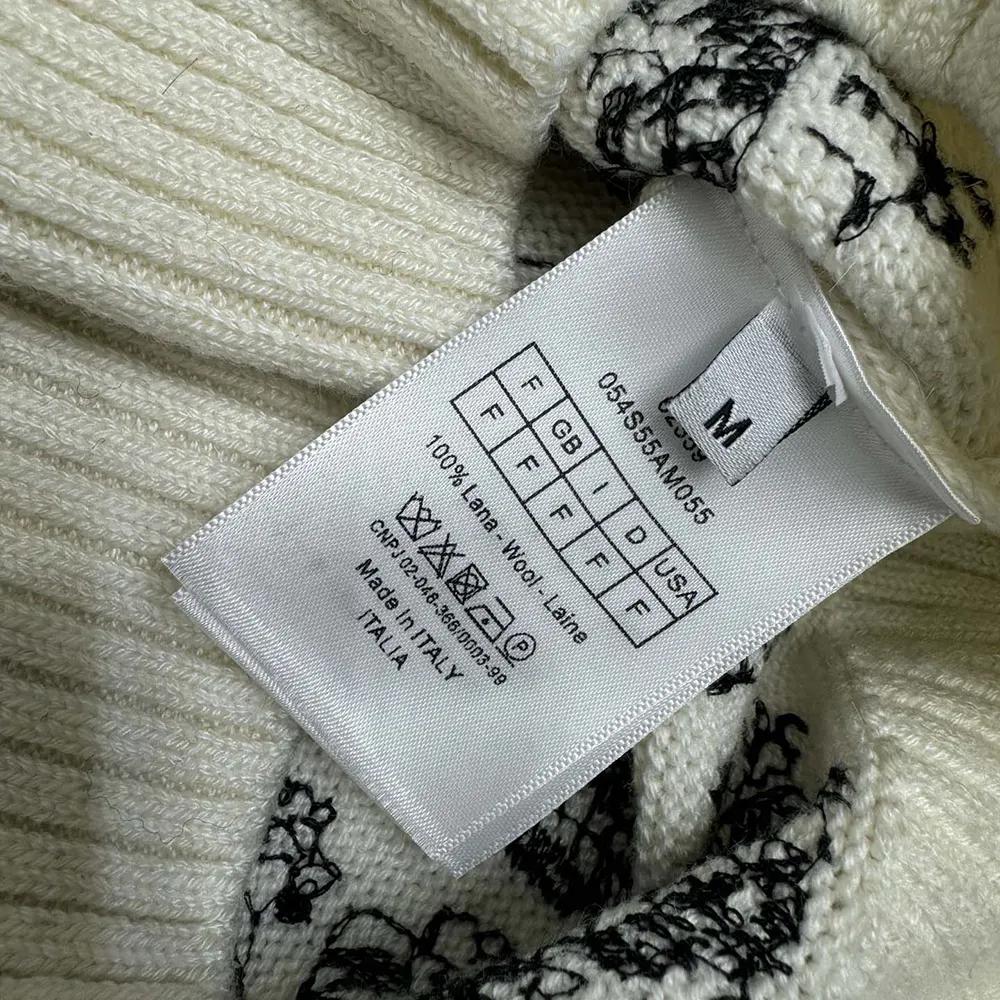 M
054S55AM055
F GB I D USA
F F F F F
100% Lana - Wool - Laine
P
CNPJ 02-046-366/0003-98
Made In ITALY
ITALIA